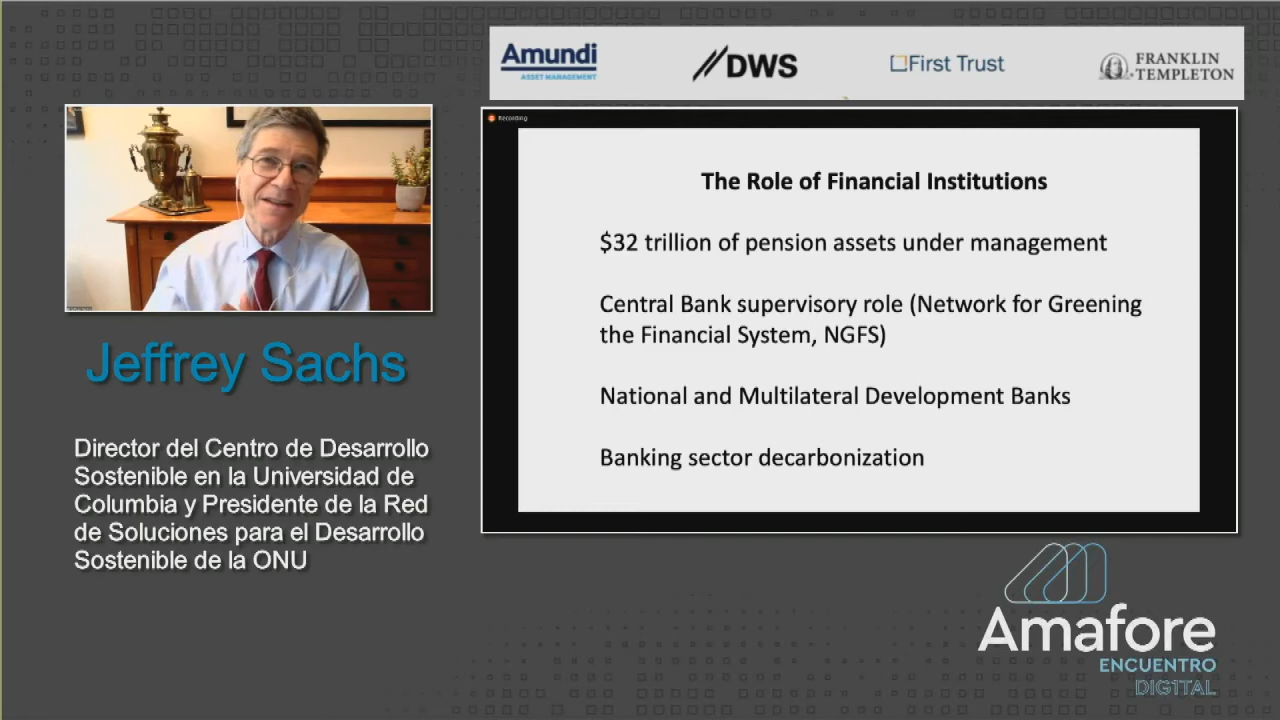 Amundi
ASSET MANAGEMENT
DWS
First Trust
FRANKLIN
TEMPLETON
Recording
The Role of Financial Institutions
$32 trillion of pension assets under management
Central Bank supervisory role (Network for Greening
the Financial System, NGFS)
National and Multilateral Development Banks
Banking sector decarbonization
Jeffrey Sachs
Director del Centro de Desarrollo
Sostenible en la Universidad de
Columbia y Presidente de la Red
de Soluciones para el Desarrollo
Sostenible de la ONU
Amafore
ENCUENTRO
DIG1TAL